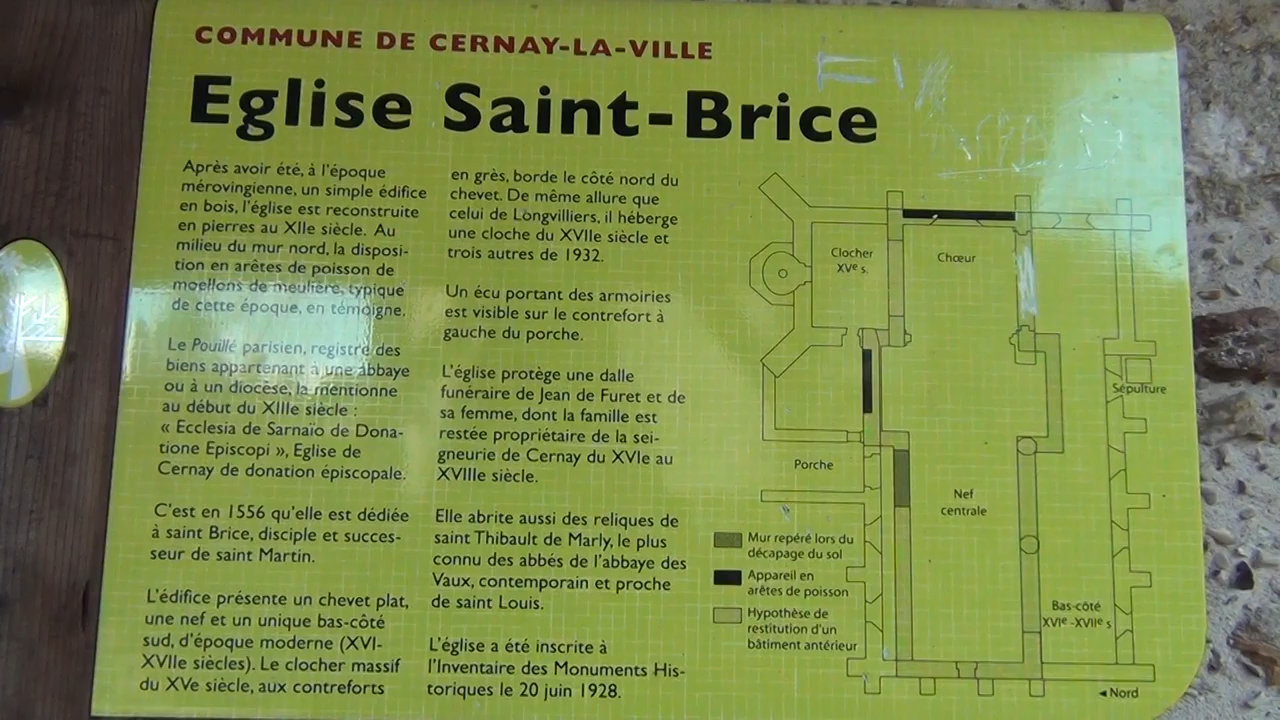 COMMUNE DE CERNAY-LA-VILLE
Eglise Saint-Brice
Après avoir été, à l'époque
mérovingienne, un simple édifice
en bois, l'église est reconstruite
en pierres au XIIe siècle. Au
milieu du mur nord, la disposi-
tion en arêtes de poisson de
moellons de meulière, typique
de cette époque, en témoigne.
Le Pouillé parisien, registre des
biens appartenant à une abbaye
ou à un diocèse, la mentionne
au début du XIIIe siècle :
« Ecclesia de Sarnaïo de Dona-
tione Episcopi », Eglise de
Cernay de donation épiscopale.
C'est en 1556 qu'elle est dédiée
à saint Brice, disciple et succes-
seur de saint Martin.
L'édifice présente un chevet plat,
une nef et un unique bas-côté
sud, d'époque moderne (XVI-
XVIIe siècles). Le clocher massif
du XVe siècle, aux contreforts
en grès, borde le côté nord du
chevet. De même allure que
celui de Longvilliers, il héberge
une cloche du XVIIe siècle et
trois autres de 1932.
Un écu portant des armoiries
est visible sur le contrefort à
gauche du porche.
L'église protège une dalle
funéraire de Jean de Furet et de
sa femme, dont la famille est
restée propriétaire de la sei-
gneurie de Cernay du XVIe au
XVIIIe siècle.
Elle abrite aussi des reliques de
saint Thibault de Marly, le plus
connu des abbés de l'abbaye des
Vaux, contemporain et proche
de saint Louis.
L'église a été inscrite à
l'Inventaire des Monuments His-
toriques le 20 juin 1928.
Clocher
XVe s.
Chœur
Sépulture
Porche
Nef
centrale
Mur repéré lors du
décapage du sol
Appareil en
arêtes de poisson
Hypothèse de
restitution d'un
bâtiment antérieur
Bas-côté
XVIe -XVIIe s
◄ Nord